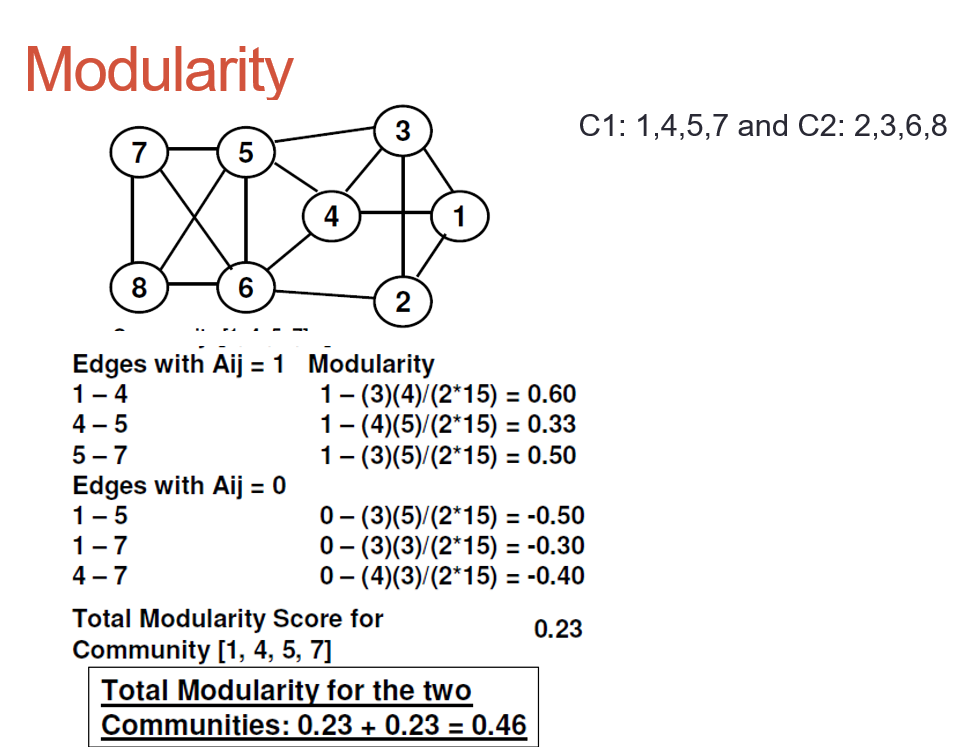 Modularity
C1: 1,4,5,7 and C2: 2,3,6,8
3
7
5
4
1
8
6
2
Edges with Aij = 1 Modularity
1 – 4 1 – (3)(4)/(2*15) = 0.60
4 – 5 1 – (4)(5)/(2*15) = 0.33
5 – 7 1 – (3)(5)/(2*15) = 0.50
Edges with Aij = 0
1 – 5 0 – (3)(5)/(2*15) = -0.50
1 – 7 0 – (3)(3)/(2*15) = -0.30
4 – 7 0 – (4)(3)/(2*15) = -0.40
Total Modularity Score for
Community [1, 4, 5, 7] 0.23
Total Modularity for the two
Communities: 0.23 + 0.23 = 0.46